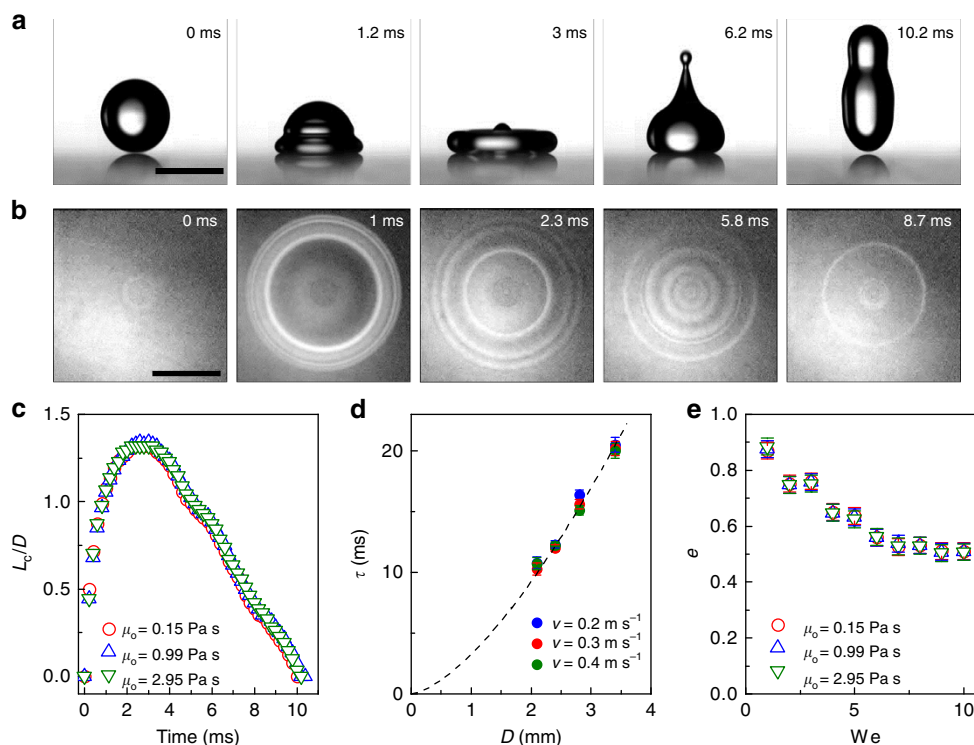 a
0 ms
1.2 ms
3 ms
6.2 ms
10.2 ms
b
0 ms
1 ms
2.3 ms
5.8 ms
8.7 ms
c
1.5
1.0
0.5
0.0
0 2 4 6 8 10
L_c/D
Time (ms)
μ_o = 0.15 Pa s
μ_o = 0.99 Pa s
μ_o = 2.95 Pa s
d
20
10
0
0 1 2 3 4
τ (ms)
D (mm)
v = 0.2 m s⁻¹
v = 0.3 m s⁻¹
v = 0.4 m s⁻¹
e
1.0
0.8
0.6
0.4
0.2
0.0
0 5 10
e
We
μ_o = 0.15 Pa s
μ_o = 0.99 Pa s
μ_o = 2.95 Pa s